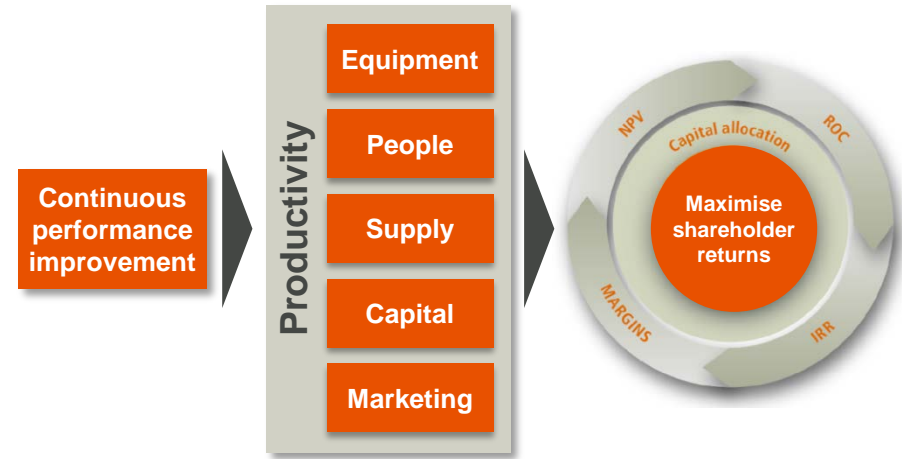 Continuous
performance
improvement
Productivity
Equipment
People
Supply
Capital
Marketing
NPV
ROC
IRR
MARGINS
Capital allocation
Maximise
shareholder
returns